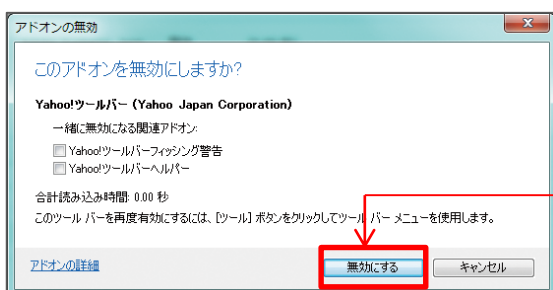 アドオンの無効
このアドオンを無効にしますか?
Yahoo!ツールバー (Yahoo Japan Corporation)
一緒に無効になる関連アドオン:
Yahoo!ツールバーフィッシング警告
Yahoo!ツールバーヘルパー
合計読み込み時間: 0.00 秒
このツール バーを再度有効にするには、[ツール] ボタンをクリックしてツール バー メニューを使用します。
アドオンの詳細
無効にする
キャンセル